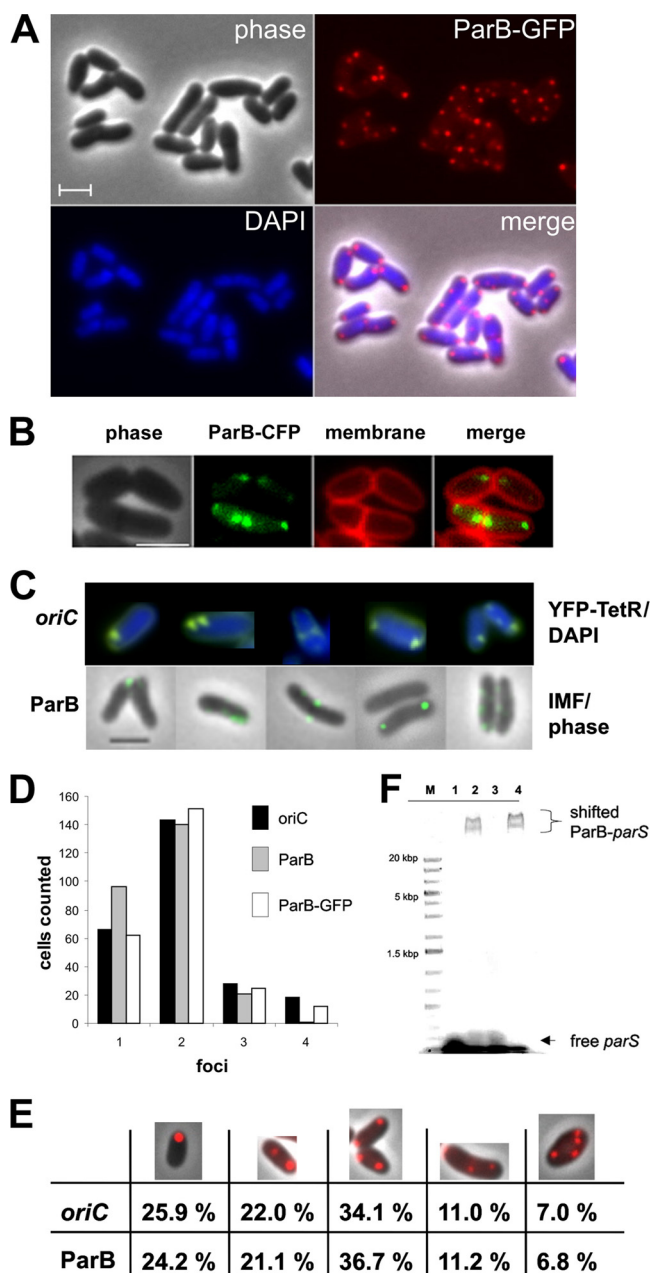 A
phase
ParB-GFP
DAPI
merge
B
phase ParB-CFP membrane merge
C
oriC
YFP-TetR/
DAPI
ParB
IMF/
phase
D
160
140
120
100
80
60
40
20
0
cells counted
1 2 3 4
foci
oriC
ParB
ParB-GFP
F
M 1 2 3 4
shifted
ParB-parS
20 kbp
5 kbp
1.5 kbp
free parS
E
oriC 25.9 % 22.0 % 34.1 % 11.0 % 7.0 %
ParB 24.2 % 21.1 % 36.7 % 11.2 % 6.8 %